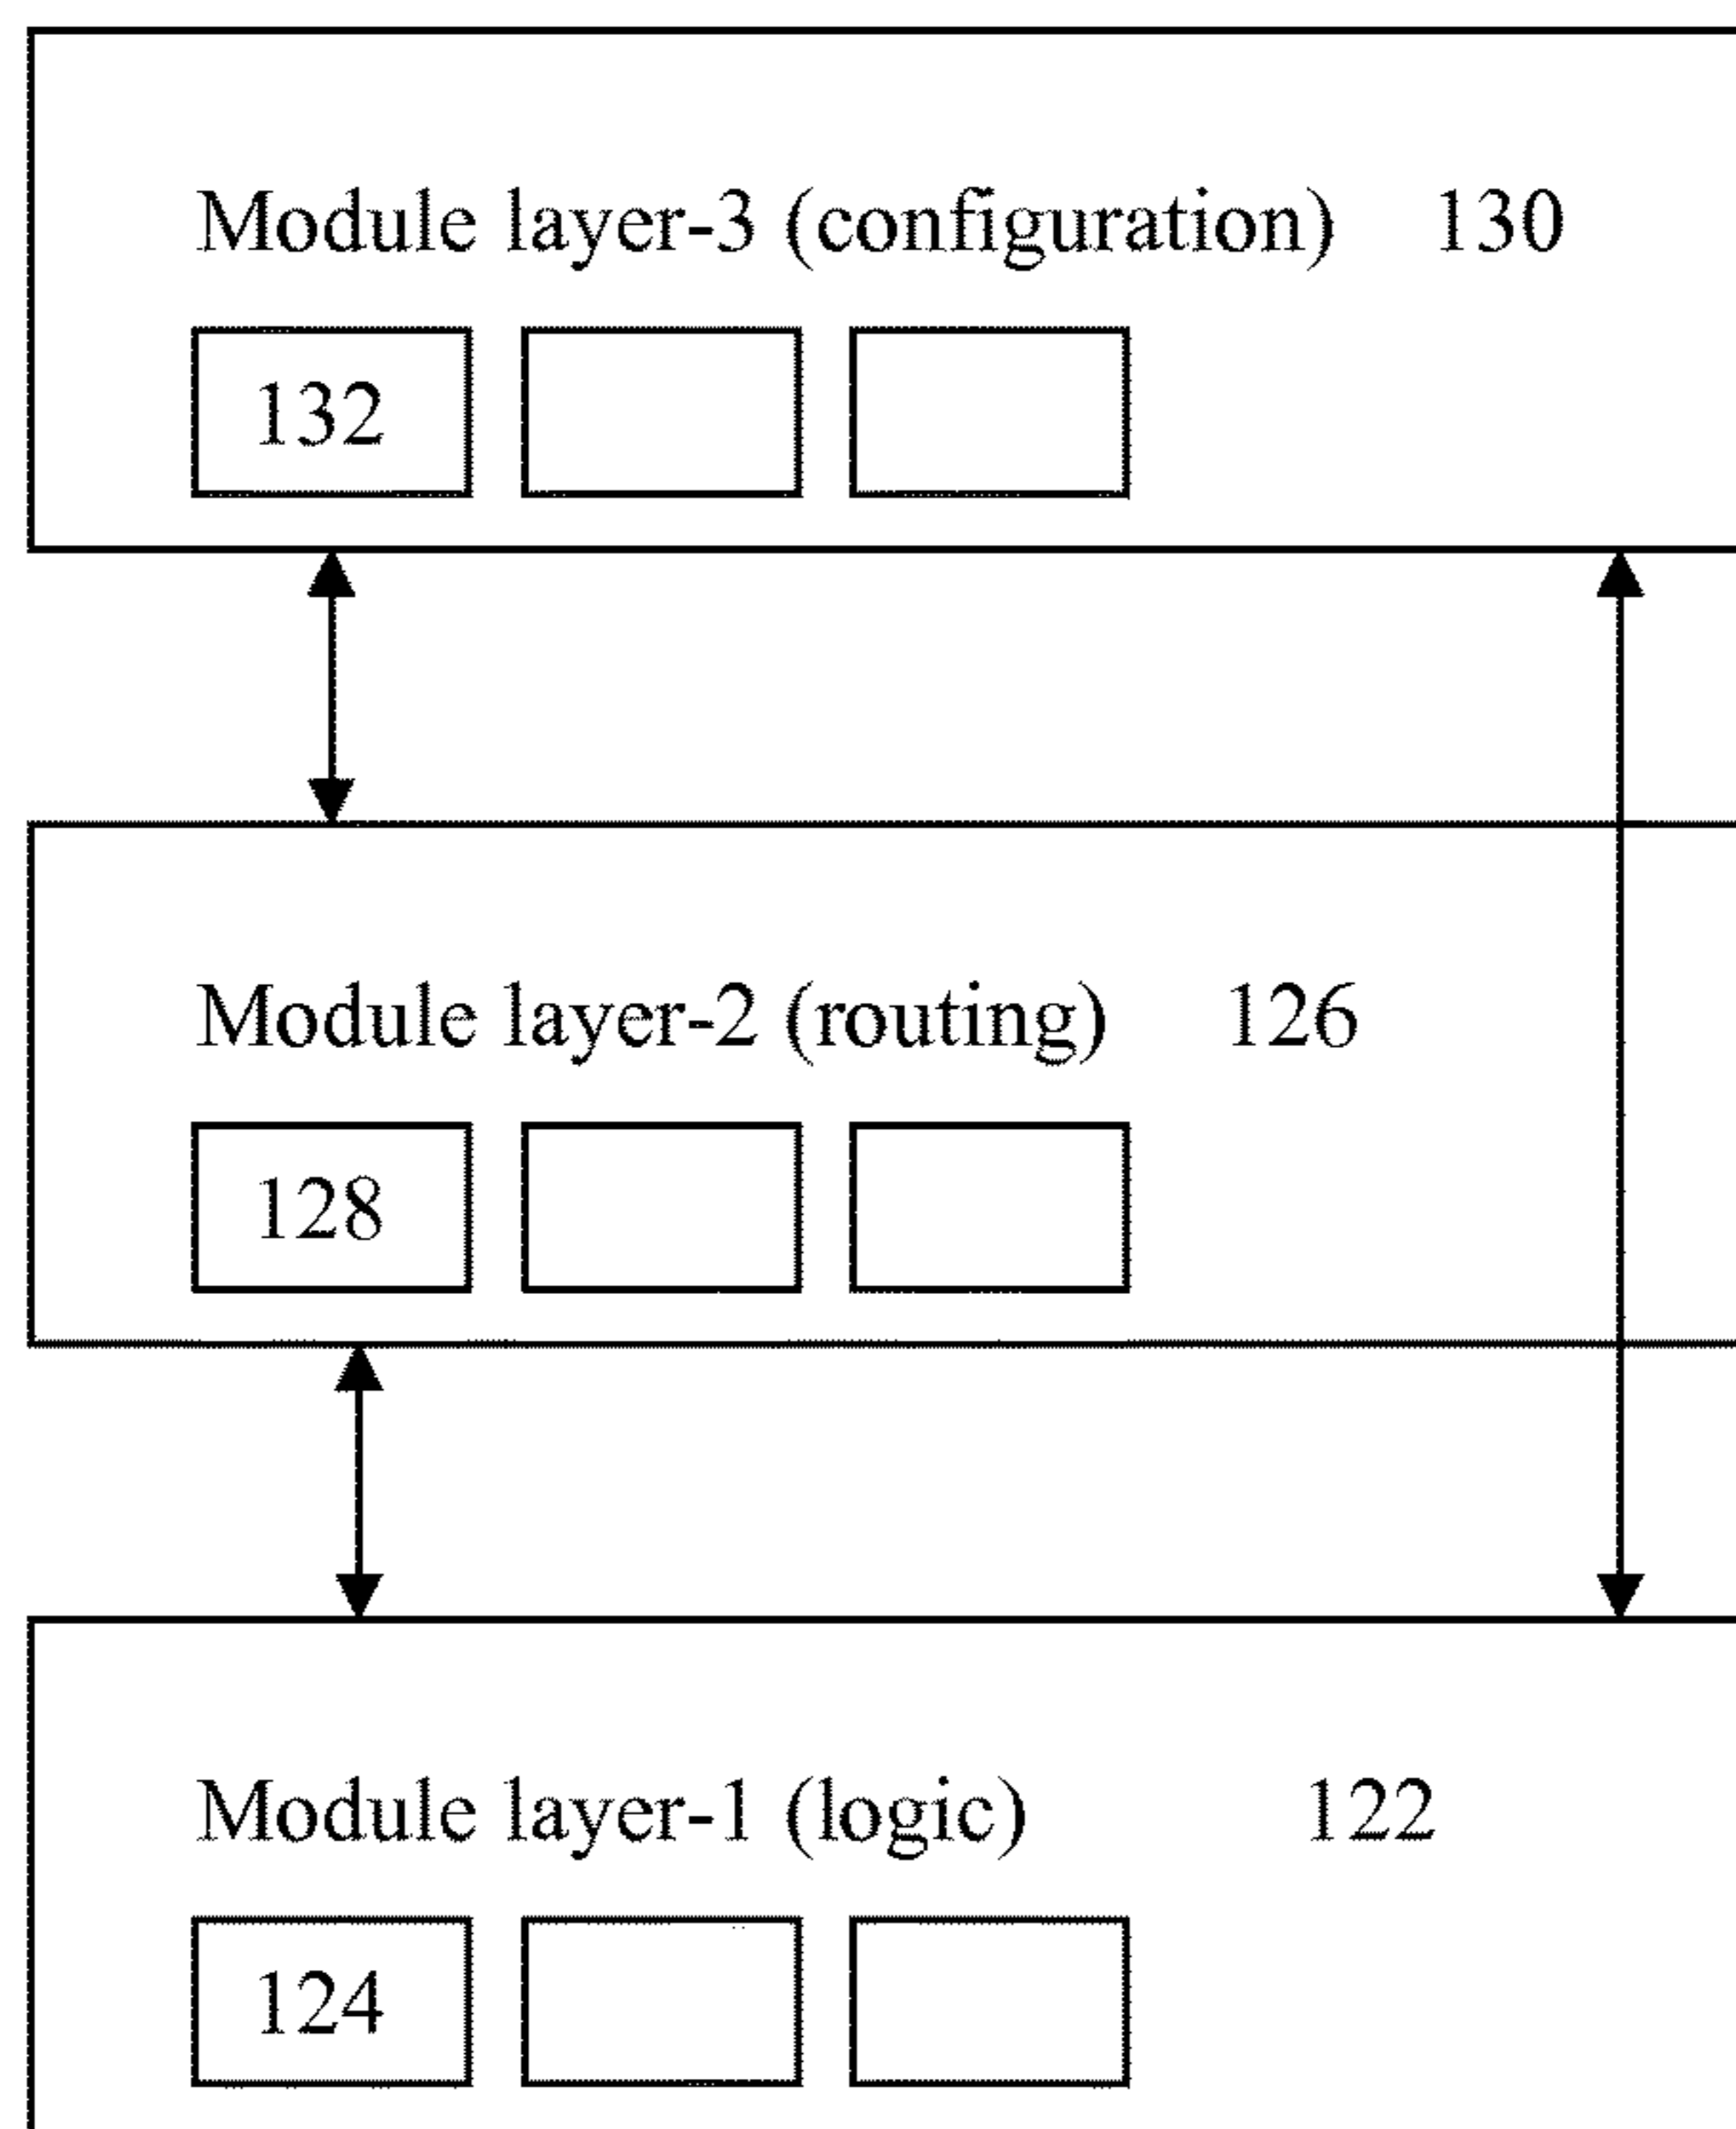 Module layer-3 (configuration) 130
132
Module layer-2 (routing) 126
128
Module layer-1 (logic) 122
124